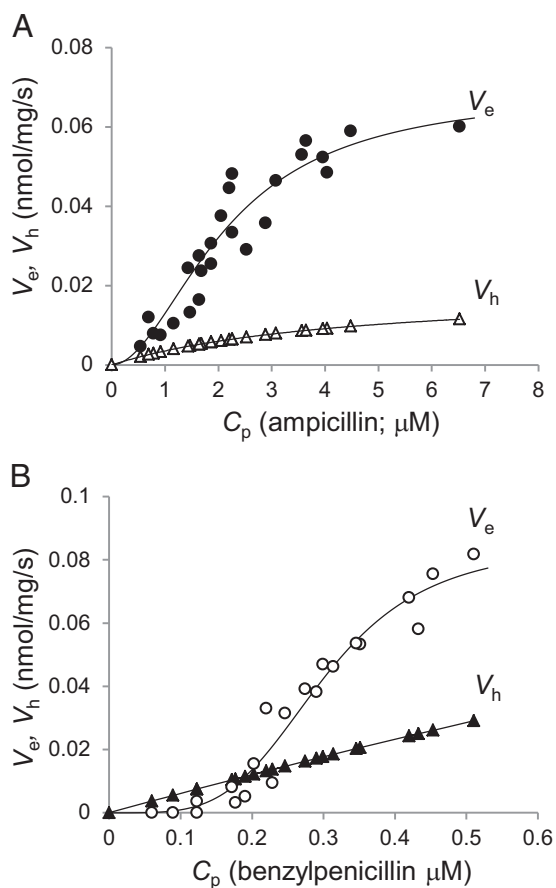 A
0.08
0.06
0.04
0.02
0
Vₑ, Vₕ (nmol/mg/s)
Vₑ
Vₕ
0 1 2 3 4 5 6 7 8
Cₚ (ampicillin; μM)
B
0.1
0.08
0.06
0.04
0.02
0
Vₑ, Vₕ (nmol/mg/s)
Vₑ
Vₕ
0 0.1 0.2 0.3 0.4 0.5 0.6
Cₚ (benzylpenicillin μM)